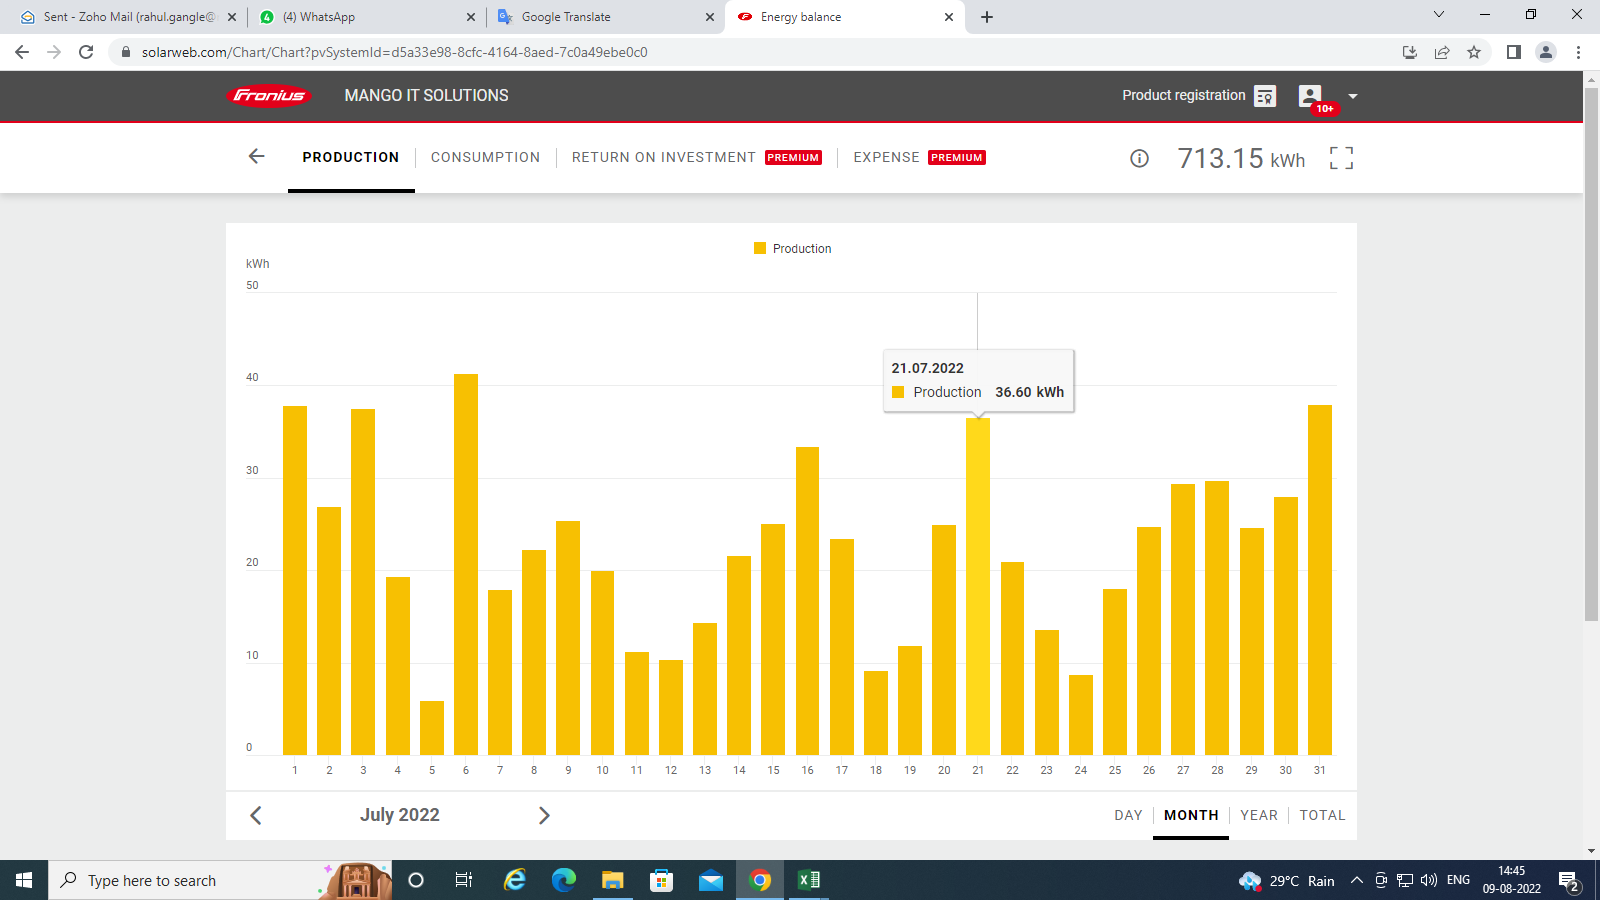 Sent - Zoho Mail (rahul.gangle@
(4) WhatsApp
Google Translate
Energy balance
solarweb.com/Chart/Chart?pvSystemId=d5a33e98-8cfc-4164-8aed-7c0a49ebe0c0
Fronius
MANGO IT SOLUTIONS
Product registration
10+
PRODUCTION
CONSUMPTION
RETURN ON INVESTMENT PREMIUM
EXPENSE PREMIUM
713.15 kWh
Production
kWh
50
40
30
20
10
0
21.07.2022
Production 36.60 kWh
1 2 3 4 5 6 7 8 9 10 11 12 13 14 15 16 17 18 19 20 21 22 23 24 25 26 27 28 29 30 31
July 2022
DAY MONTH YEAR TOTAL
Type here to search
29°C Rain
ENG
14:45
09-08-2022
2